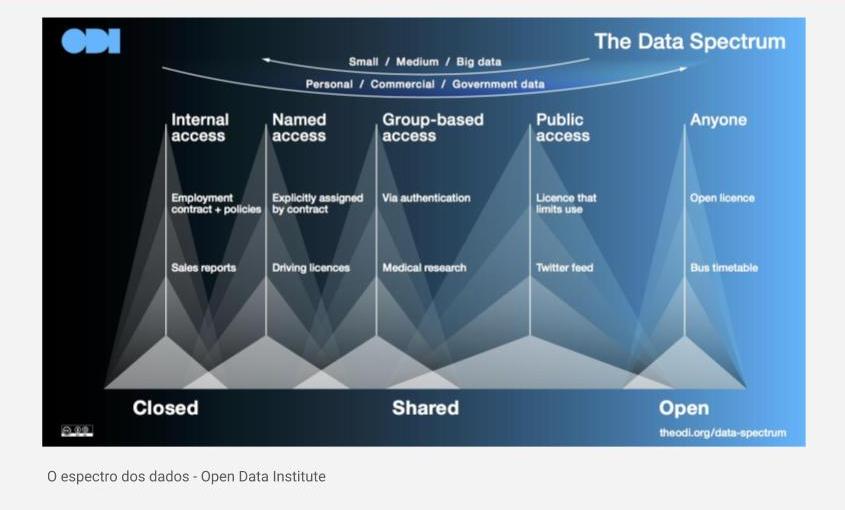 ODI
The Data Spectrum
Small / Medium / Big data
Personal / Commercial / Government data
Internal
access
Named
access
Group-based
access
Public
access
Anyone
Employment
contract + policies
Explicitly assigned
by contract
Via authentication
Licence that
limits use
Open licence
Sales reports
Driving licences
Medical research
Twitter feed
Bus timetable
Closed
Shared
Open
theodi.org/data-spectrum
O espectro dos dados - Open Data Institute